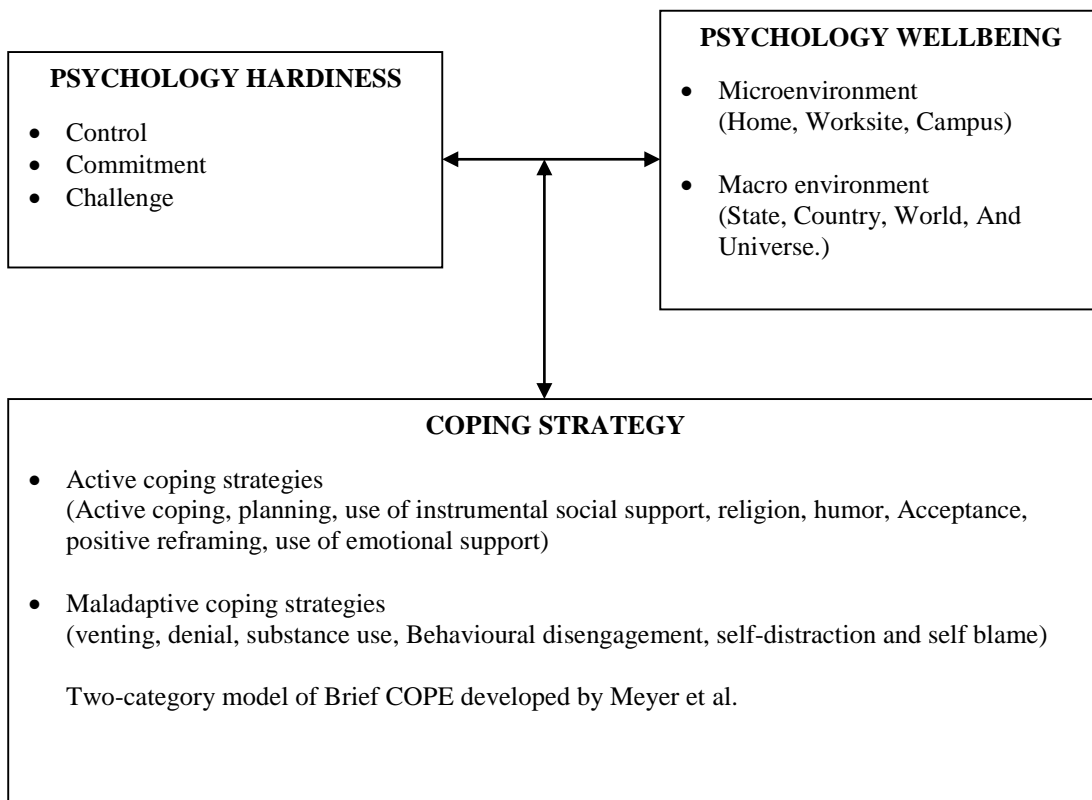 PSYCHOLOGY HARDINESS
• Control
• Commitment
• Challenge
PSYCHOLOGY WELLBEING
• Microenvironment
(Home, Worksite, Campus)
• Macro environment
(State, Country, World, And
Universe.)
COPING STRATEGY
• Active coping strategies
(Active coping, planning, use of instrumental social support, religion, humor, Acceptance,
positive reframing, use of emotional support)
• Maladaptive coping strategies
(venting, denial, substance use, Behavioural disengagement, self-distraction and self blame)
Two-category model of Brief COPE developed by Meyer et al.